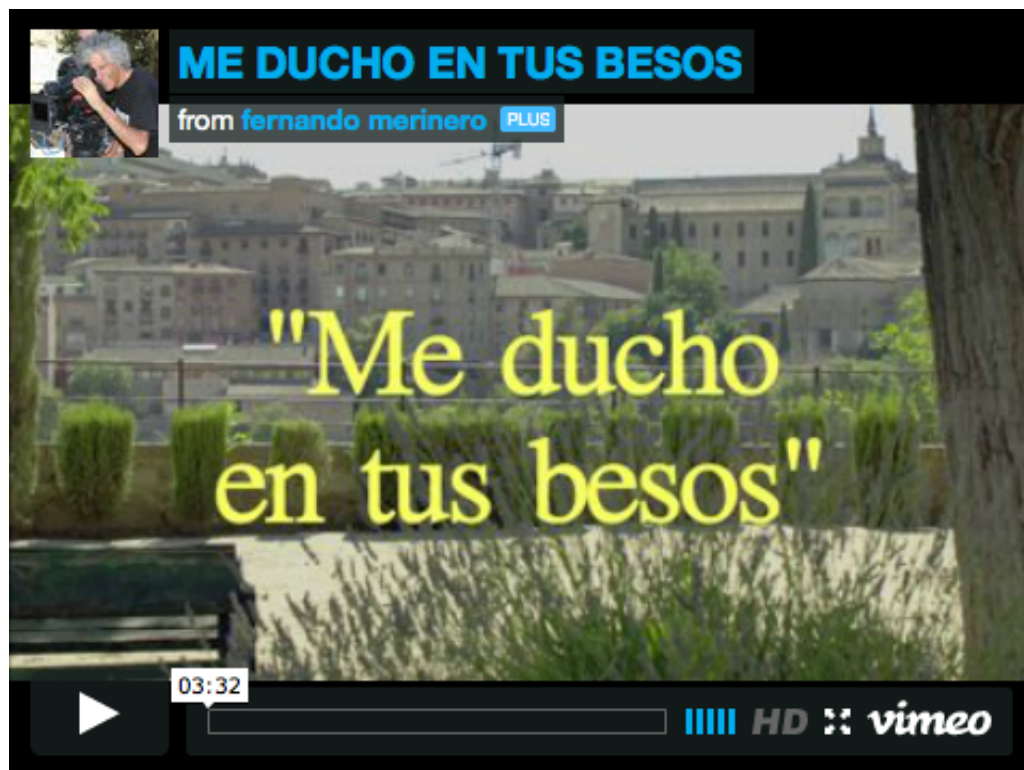 ME DUCHO EN TUS BESOS
from fernando merinero PLUS
"Me ducho
en tus besos"
03:32
HD vimeo